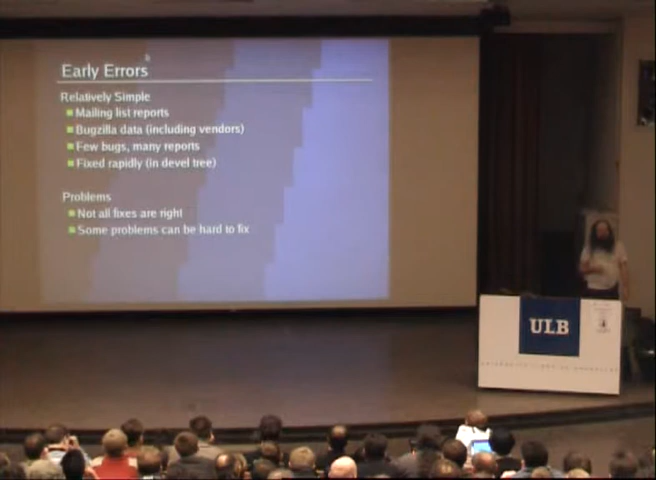 Early Errors
Relatively Simple
Mailing list reports
Bugzilla data (including vendors)
Few bugs, many reports
Fixed rapidly (in devel tree)
Problems
Not all fixes are right
Some problems can be hard to fix
ULB